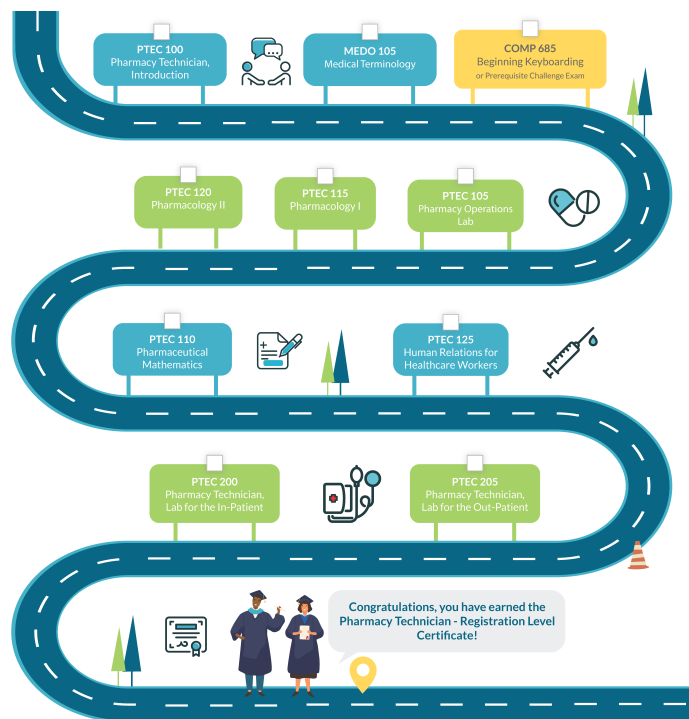 PTEC 100
Pharmacy Technician,
Introduction
MEDO 105
Medical Terminology
COMP 685
Beginning Keyboarding
or Prerequisite Challenge Exam
PTEC 120
Pharmacology II
PTEC 115
Pharmacology I
PTEC 105
Pharmacy Operations
Lab
PTEC 110
Pharmaceutical
Mathematics
PTEC 125
Human Relations for
Healthcare Workers
PTEC 200
Pharmacy Technician,
Lab for the In-Patient
PTEC 205
Pharmacy Technician,
Lab for the Out-Patient
Congratulations, you have earned the
Pharmacy Technician - Registration Level
Certificate!